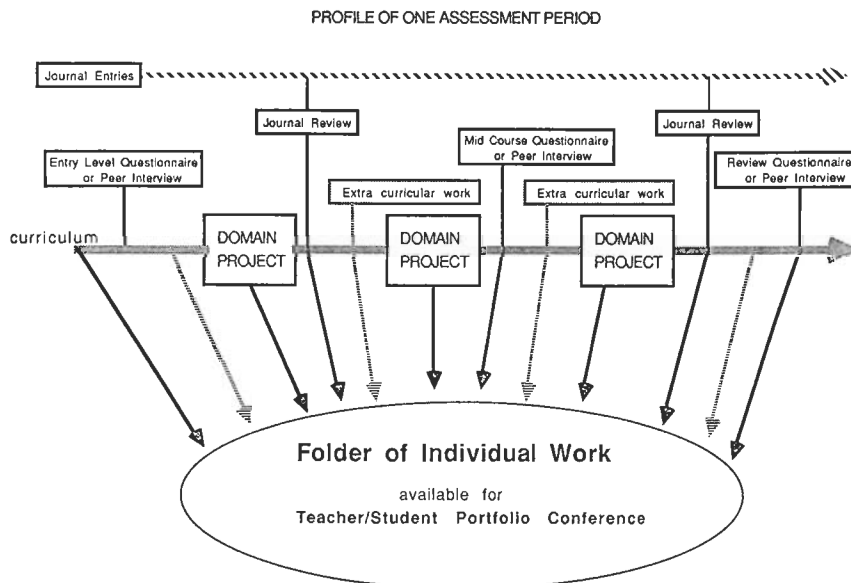 PROFILE OF ONE ASSESSMENT PERIOD
Journal Entries
Journal Review
Journal Review
Mid Course Questionnaire
or Peer Interview
Entry Level Questionnaire
or Peer Interview
Review Questionnaire
or Peer Interview
Extra curricular work
Extra curricular work
curriculum
DOMAIN
PROJECT
DOMAIN
PROJECT
DOMAIN
PROJECT
Folder of Individual Work
available for
Teacher/Student Portfolio Conference